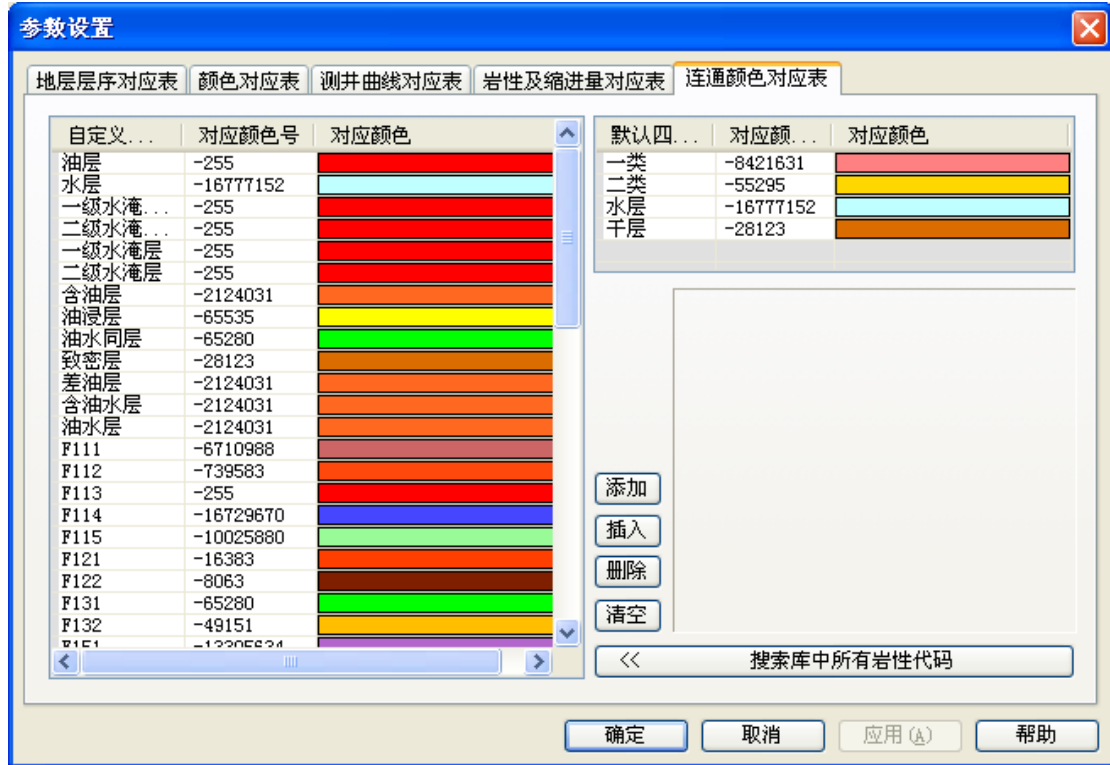 参数设置
地层层序对应表 颜色对应表 测井曲线对应表 岩性及缩进量对应表 连通颜色对应表
自定义... 对应颜色号 对应颜色
油层 -255
水层 -16777152
一级水淹... -255
二级水淹... -255
一级水淹层 -255
二级水淹层 -255
含油层 -2124031
油浸层 -65535
油水同层 -65280
致密层 -28123
差油层 -2124031
含油水层 -2124031
油水层 -2124031
F111 -6710988
F112 -739583
F113 -255
F114 -16729670
F115 -10025880
F121 -16383
F122 -8063
F131 -65280
F132 -49151
默认四... 对应颜... 对应颜色
一类 -8421631
二类 -55295
水层 -16777152
千层 -28123
添加
插入
删除
清空
<< 搜索库中所有岩性代码
确定 取消 应用(A) 帮助